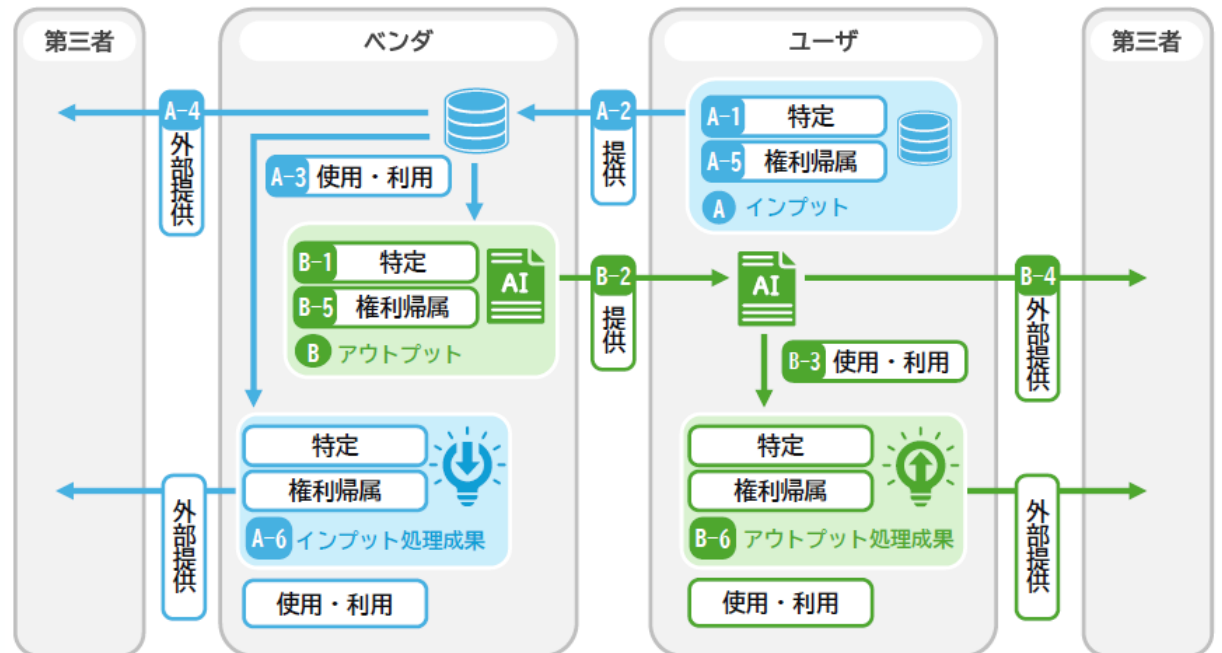 第三者
ベンダ
ユーザ
第三者
A-4
外部提供
A-2
提供
A-1 特定
A-5 権利帰属
A インプット
A-3 使用・利用
B-1 特定
B-5 権利帰属
AI
B アウトプット
B-2
提供
AI
B-4
外部提供
B-3 使用・利用
特定
権利帰属
A-6 インプット処理成果
使用・利用
外部提供
特定
権利帰属
B-6 アウトプット処理成果
使用・利用
外部提供